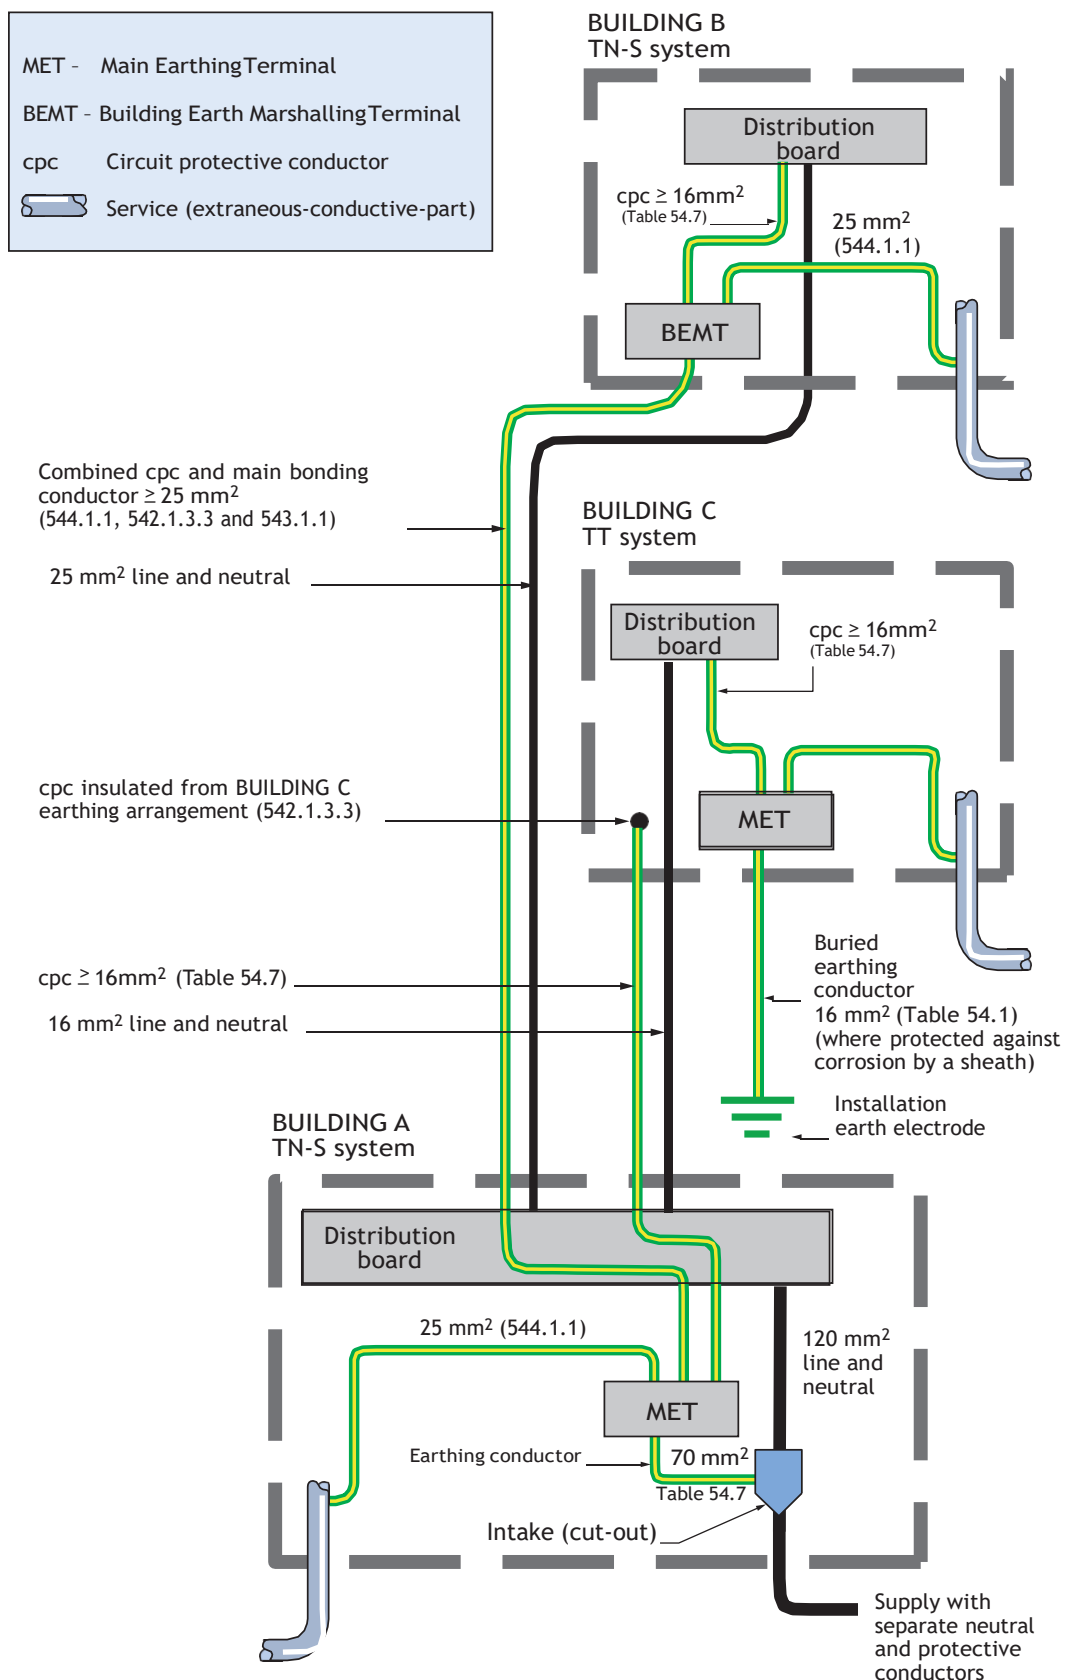 MET – Main Earthing Terminal
BEMT – Building Earth Marshalling Terminal
cpc Circuit protective conductor
Service (extraneous-conductive-part)
BUILDING B
TN-S system
Distribution
board
cpc ≥ 16mm²
(Table 54.7)
25 mm²
(544.1.1)
BEMT
Combined cpc and main bonding
conductor ≥ 25 mm²
(544.1.1, 542.1.3.3 and 543.1.1)
25 mm² line and neutral
BUILDING C
TT system
Distribution
board
cpc ≥ 16mm²
(Table 54.7)
cpc insulated from BUILDING C
earthing arrangement (542.1.3.3)
MET
cpc ≥ 16mm² (Table 54.7)
16 mm² line and neutral
Buried
earthing
conductor
16 mm² (Table 54.1)
(where protected against
corrosion by a sheath)
Installation
earth electrode
BUILDING A
TN-S system
Distribution
board
25 mm² (544.1.1)
120 mm²
line and
neutral
MET
Earthing conductor
70 mm²
Table 54.7
Intake (cut-out)
Supply with
separate neutral
and protective
conductors